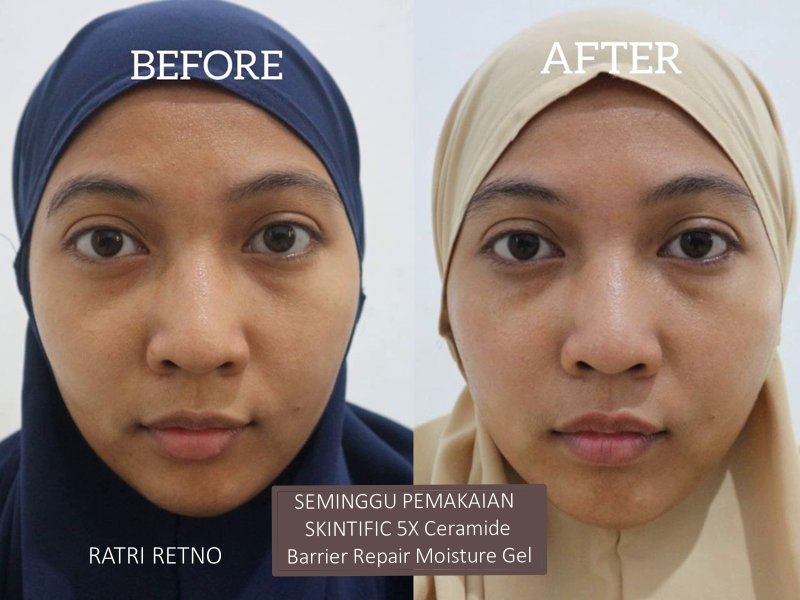 BEFORE
AFTER
SEMINGGU PEMAKAIAN
SKINTIFIC 5X Ceramide
Barrier Repair Moisture Gel
RATRI RETNO